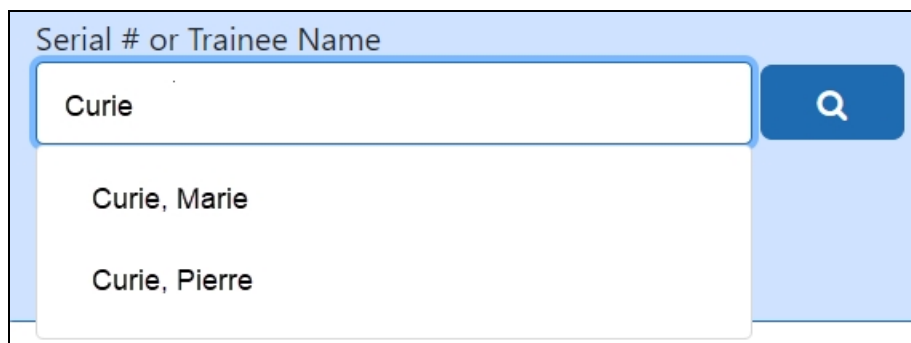 Serial # or Trainee Name
Curie
Curie, Marie
Curie, Pierre